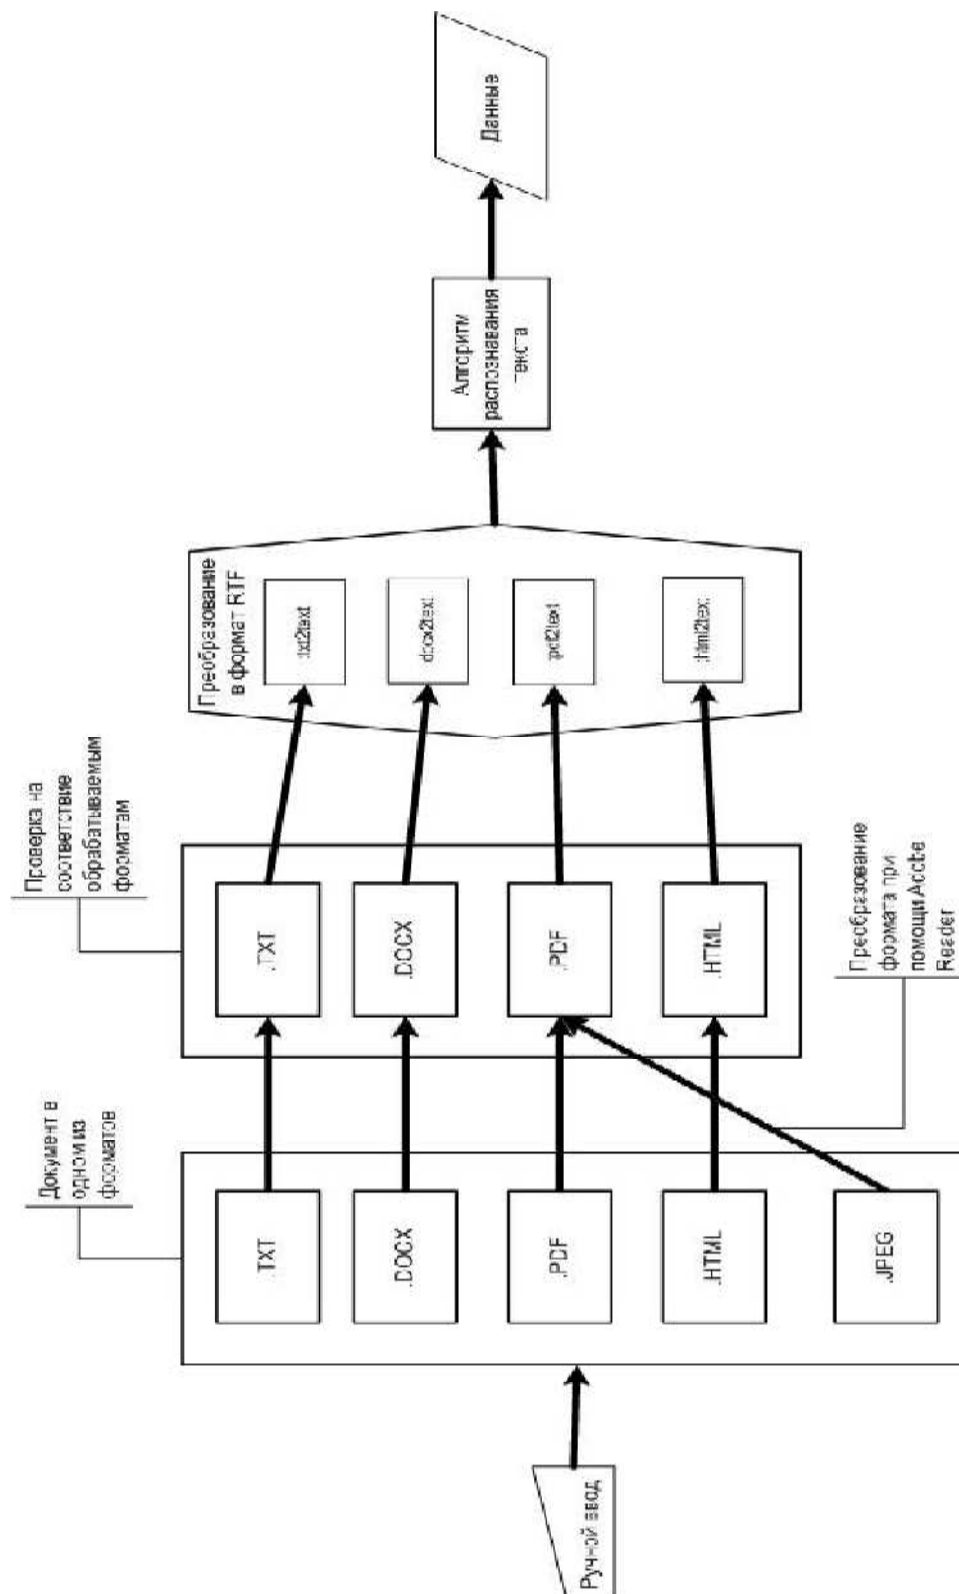 Ручной ввод
Документ в
одном из
форматов
.TXT
.DOCX
.PDF
.HTML
.JPEG
Проверка на
соответствие
обрабатываемым
форматам
.TXT
.DOCX
.PDF
.HTML
Преобразование
формата при
помощи Adobe
Reader
Преобразование
в формат RTF
:txt2text
docx2text
:pdf2text
:html2text
Алгоритм
распознавания
текста
Данные